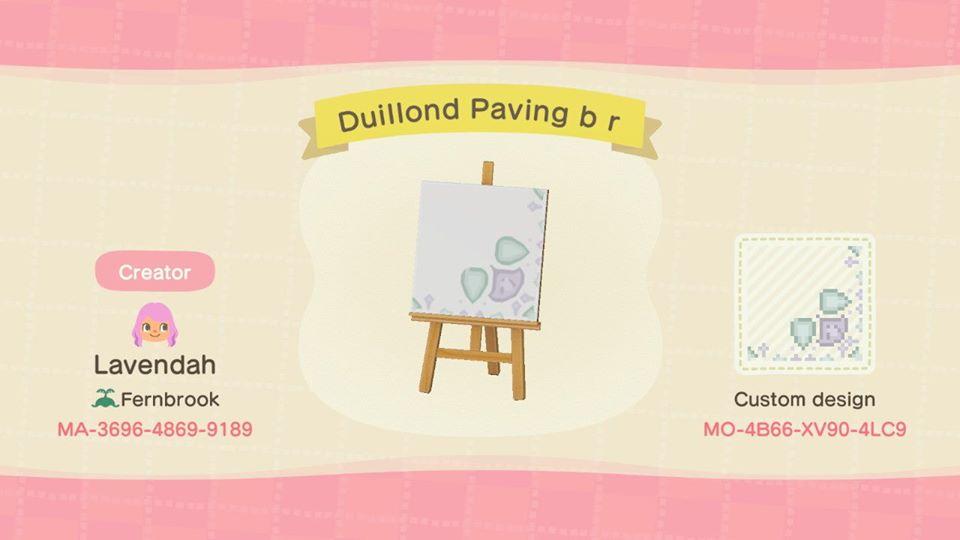 Duillond Paving b r
Creator
Lavendah
Fernbrook
MA-3696-4869-9189
Custom design
MO-4B66-XV90-4LC9